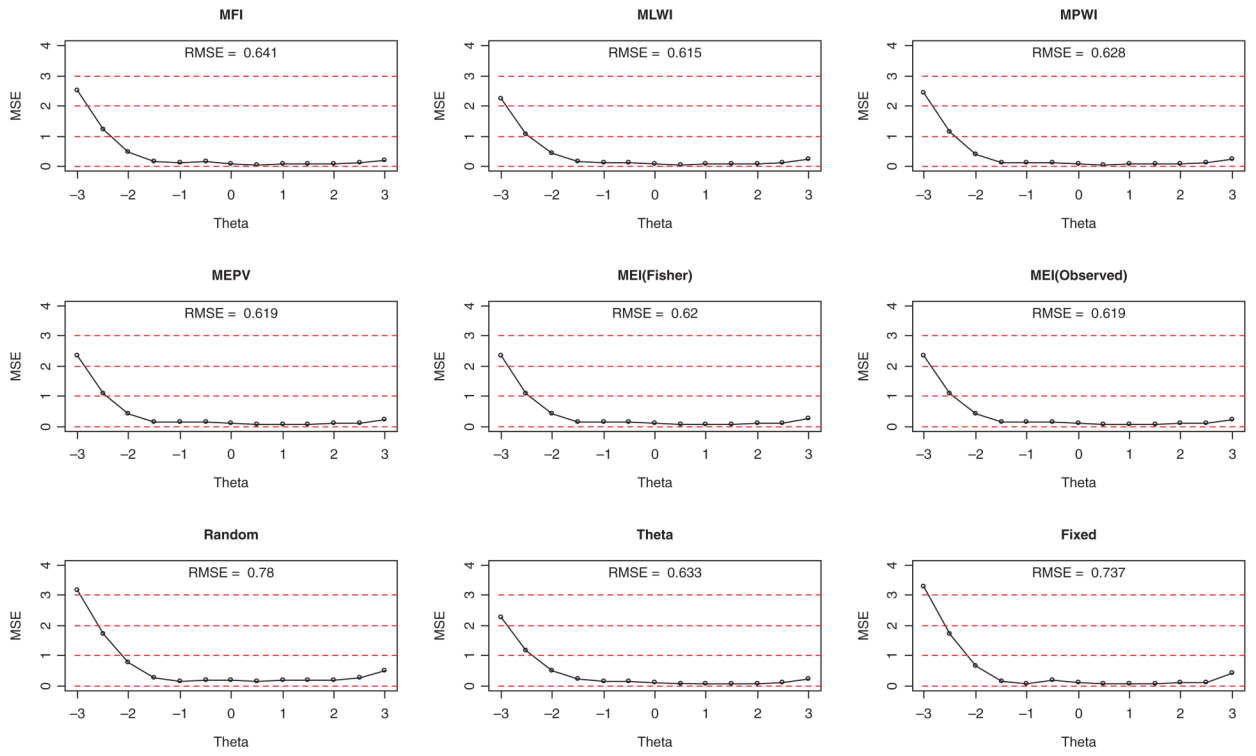 MFI
MLWI
MPWI
RMSE = 0.641
RMSE = 0.615
RMSE = 0.628
MSE
0 1 2 3 4
MSE
0 1 2 3 4
MSE
0 1 2 3 4
−3 −2 −1 0 1 2 3
−3 −2 −1 0 1 2 3
−3 −2 −1 0 1 2 3
Theta
Theta
Theta
MEPV
MEI(Fisher)
MEI(Observed)
RMSE = 0.619
RMSE = 0.62
RMSE = 0.619
MSE
0 1 2 3 4
MSE
0 1 2 3 4
MSE
0 1 2 3 4
−3 −2 −1 0 1 2 3
−3 −2 −1 0 1 2 3
−3 −2 −1 0 1 2 3
Theta
Theta
Theta
Random
Theta
Fixed
RMSE = 0.78
RMSE = 0.633
RMSE = 0.737
MSE
0 1 2 3 4
MSE
0 1 2 3 4
MSE
0 1 2 3 4
−3 −2 −1 0 1 2 3
−3 −2 −1 0 1 2 3
−3 −2 −1 0 1 2 3
Theta
Theta
Theta